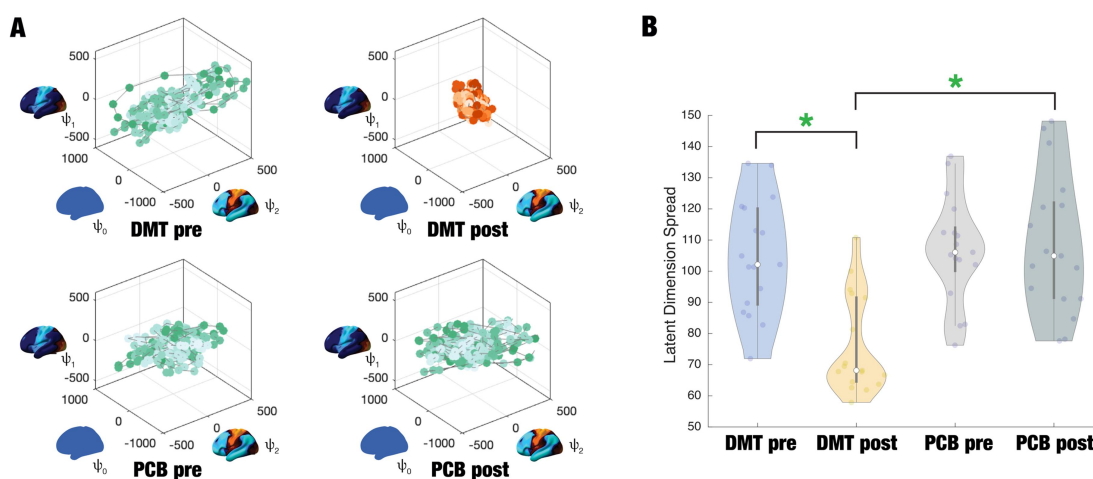 A
500
0
-500
1000
0
-1000
-500
0
500
ψ1
ψ0
ψ2
DMT pre
500
0
-500
1000
0
-1000
-500
0
500
ψ1
ψ0
ψ2
DMT post
500
0
-500
1000
0
-1000
-500
0
500
ψ1
ψ0
ψ2
PCB pre
500
0
-500
1000
0
-1000
-500
0
500
ψ1
ψ0
ψ2
PCB post
B
Latent Dimension Spread
150
140
130
120
110
100
90
80
70
60
50
*
*
DMT pre DMT post PCB pre PCB post